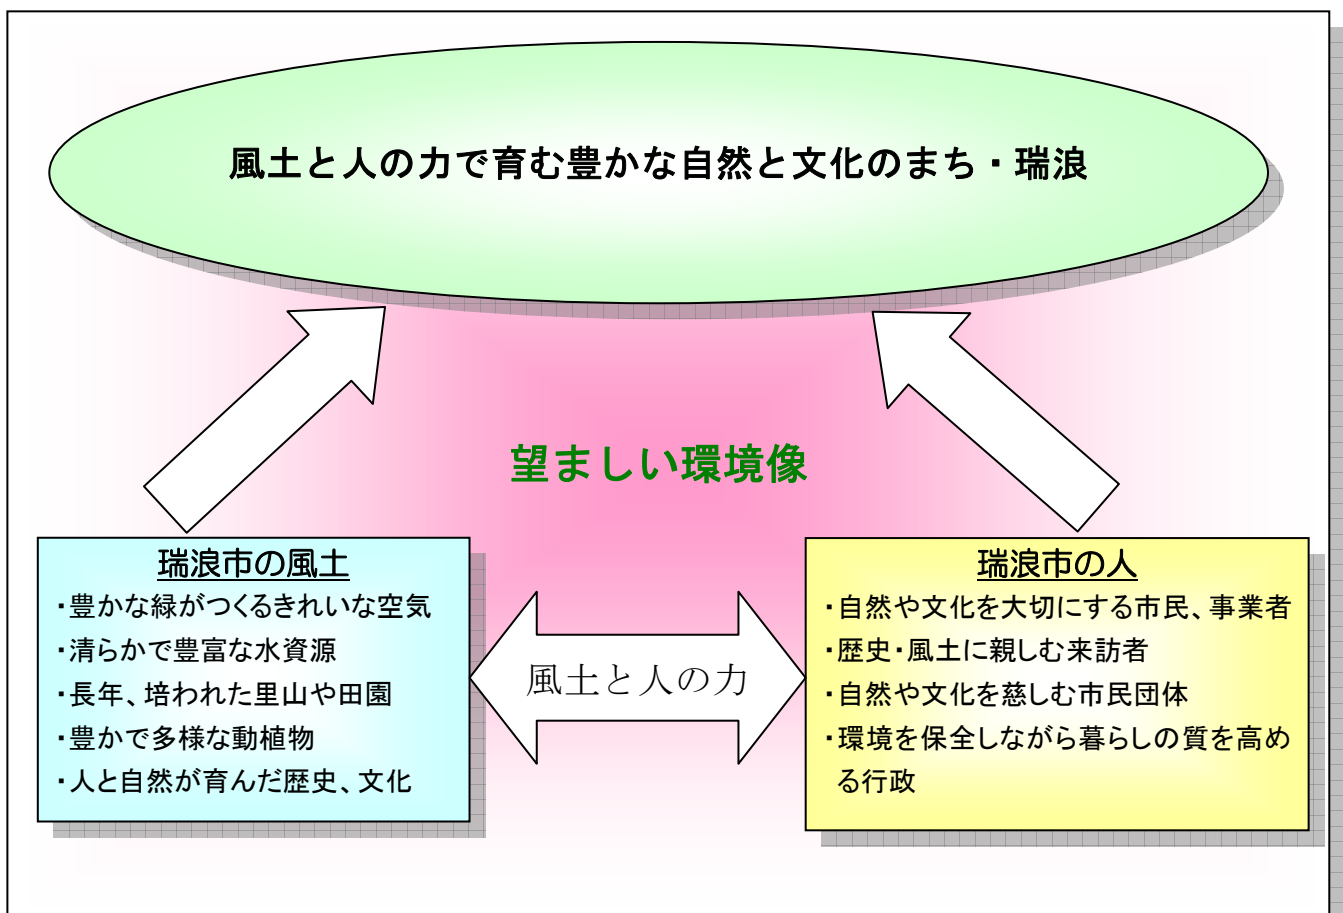 風土と人の力で育む豊かな自然と文化のまち・瑞浪
望ましい環境像
瑞浪市の風土
・豊かな緑がつくるきれいな空気
・清らかで豊富な水資源
・長年、培われた里山や田園
・豊かで多様な動植物
・人と自然が育んだ歴史、文化
風土と人の力
瑞浪市の人
・自然や文化を大切にする市民、事業者
・歴史・風土に親しむ来訪者
・自然や文化を慈しむ市民団体
・環境を保全しながら暮らしの質を高め
る行政